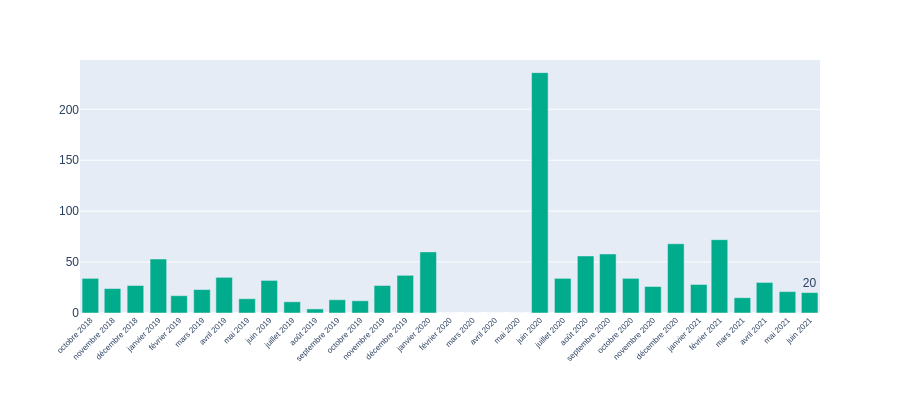 200
150
100
50
0
20
octobre 2018
novembre 2018
décembre 2018
janvier 2019
février 2019
mars 2019
avril 2019
mai 2019
juin 2019
juillet 2019
août 2019
septembre 2019
octobre 2019
novembre 2019
décembre 2019
janvier 2020
février 2020
mars 2020
avril 2020
mai 2020
juin 2020
juillet 2020
août 2020
septembre 2020
octobre 2020
novembre 2020
décembre 2020
janvier 2021
février 2021
mars 2021
avril 2021
mai 2021
juin 2021